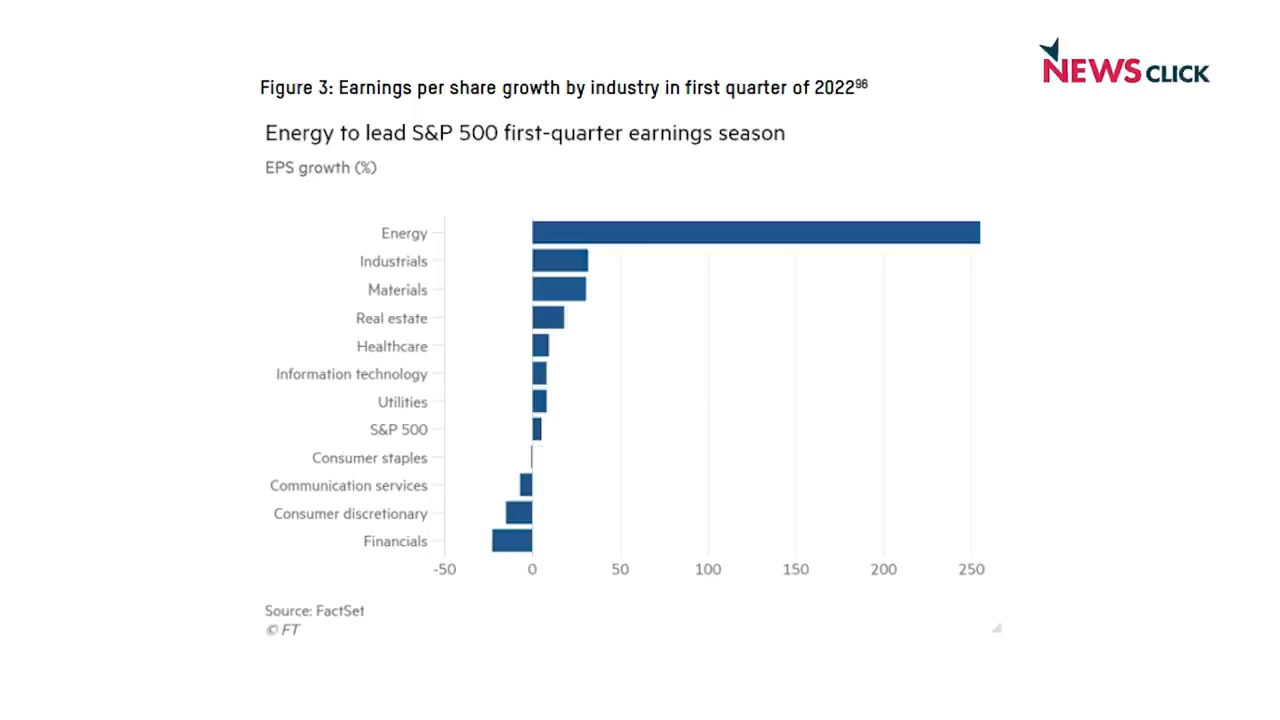 NEWS CLICK
Figure 3: Earnings per share growth by industry in first quarter of 2022⁹⁶
Energy to lead S&P 500 first-quarter earnings season
EPS growth (%)
Energy
Industrials
Materials
Real estate
Healthcare
Information technology
Utilities
S&P 500
Consumer staples
Communication services
Consumer discretionary
Financials
-50 0 50 100 150 200 250
Source: FactSet
© FT